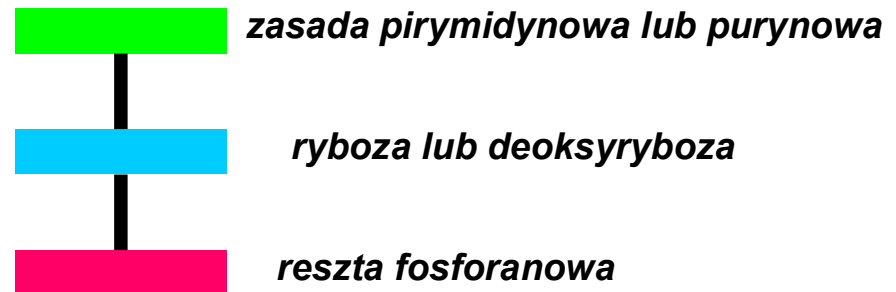 zasada pirymidynowa lub purynowa
ryboza lub deoksyryboza
reszta fosforanowa